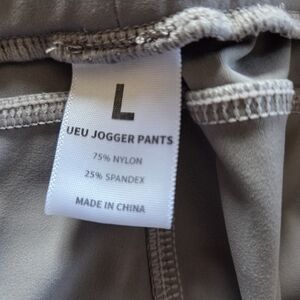 L
UEU JOGGER PANTS
75% NYLON
25% SPANDEX
MADE IN CHINA